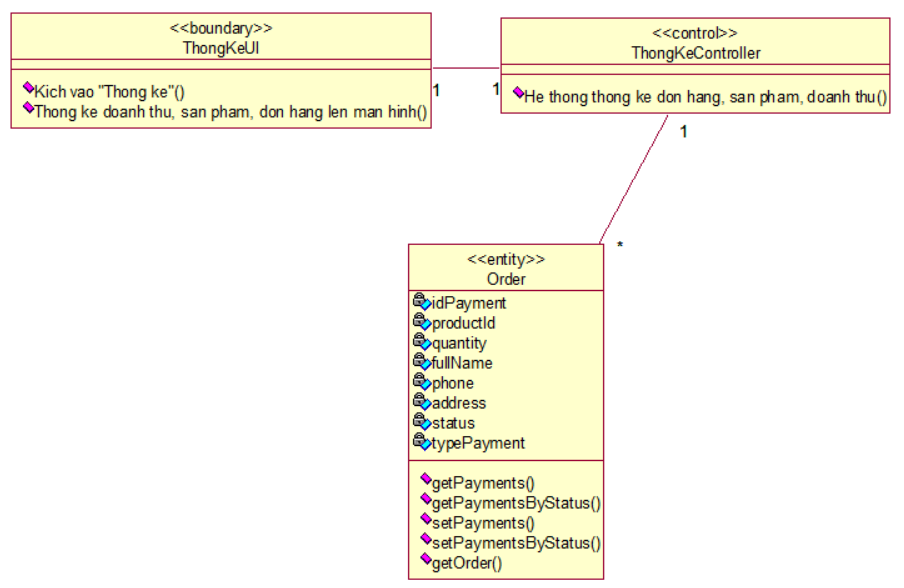 <<boundary>>
ThongKeUI
Kich vao "Thong ke"()
Thong ke doanh thu, san pham, don hang len man hinh()
<<control>>
ThongKeController
He thong thong ke don hang, san pham, doanh thu()
1
1
1
*
<<entity>>
Order
idPayment
productId
quantity
fullName
phone
address
status
typePayment
getPayments()
getPaymentsByStatus()
setPayments()
setPaymentsByStatus()
getOrder()